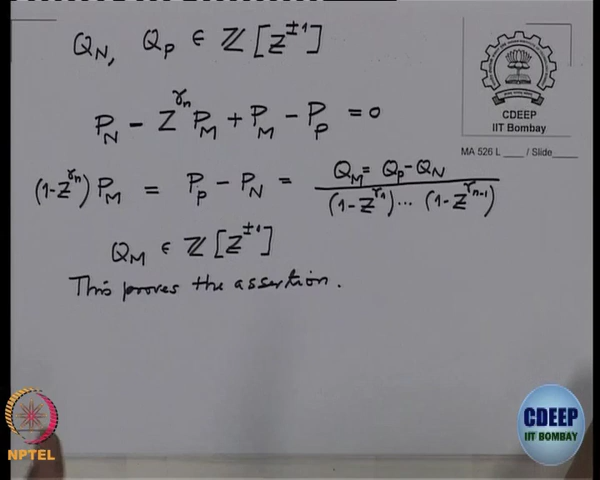 Q_N, Q_P ∈ ℤ[Z^{±1}]
P_N - Z^{γ_n} P_M + P_M - P_P = 0
(1-Z^{γ_n}) P_M = P_P - P_N = \frac{Q_M = Q_P - Q_N}{(1-Z^{γ_1}) ... (1-Z^{γ_{n-1}})}
Q_M ∈ ℤ[Z^{±1}]
This proves the assertion.
CDEEP
IIT Bombay
MA 526 L ____ / Slide____
NPTEL
CDEEP
IIT BOMBAY